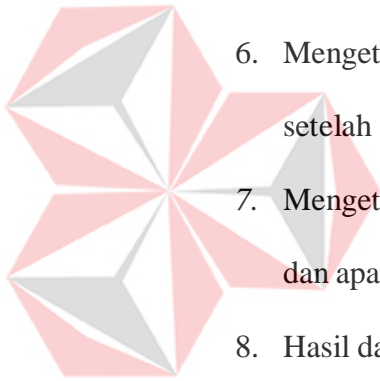 6. Menget
setelah
7. Menget
dan apa
8. Hasil da